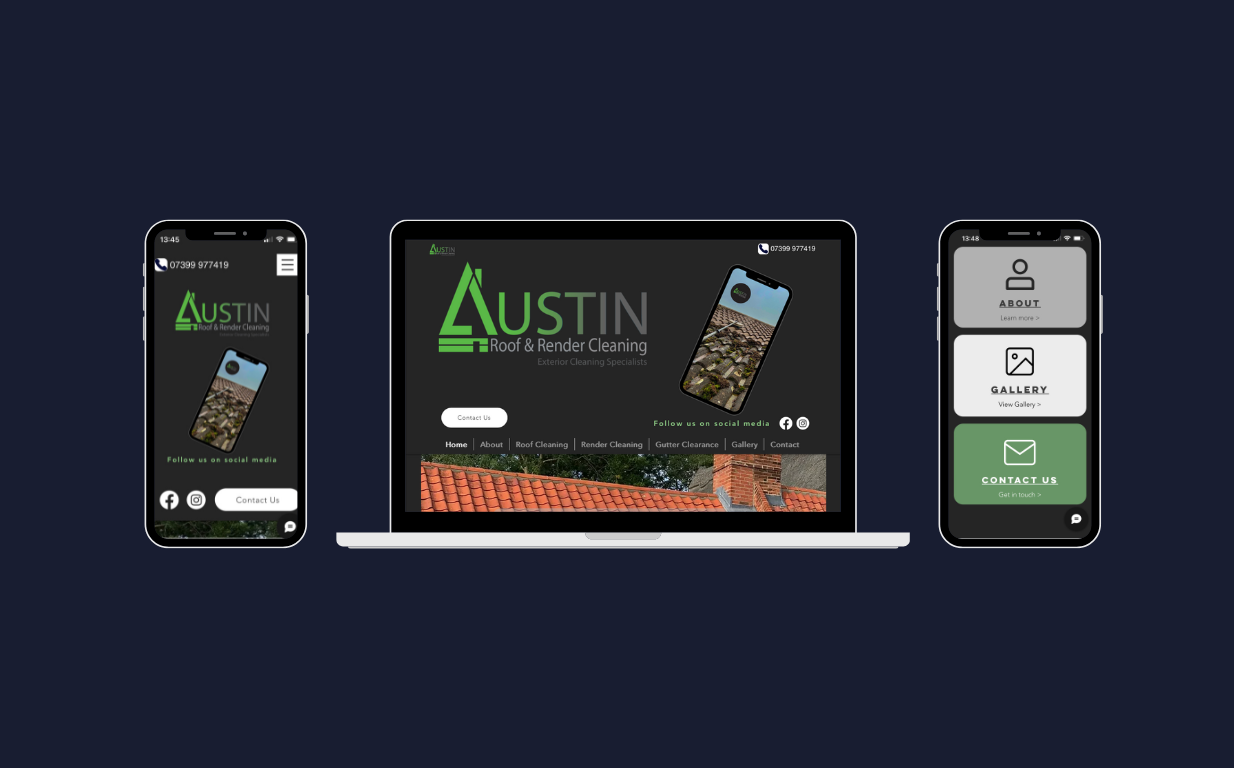 13:45
07399 977419
AUSTIN
Roof & Render Cleaning
Follow us on social media
Contact Us
AUSTIN
07399 977419
AUSTIN
Roof & Render Cleaning
Exterior Cleaning Specialists
Contact Us
Follow us on social media
Home About Roof Cleaning Render Cleaning Gutter Clearance Gallery Contact
13:48
ABOUT
Learn more >
GALLERY
View Gallery >
CONTACT US
Get in touch >